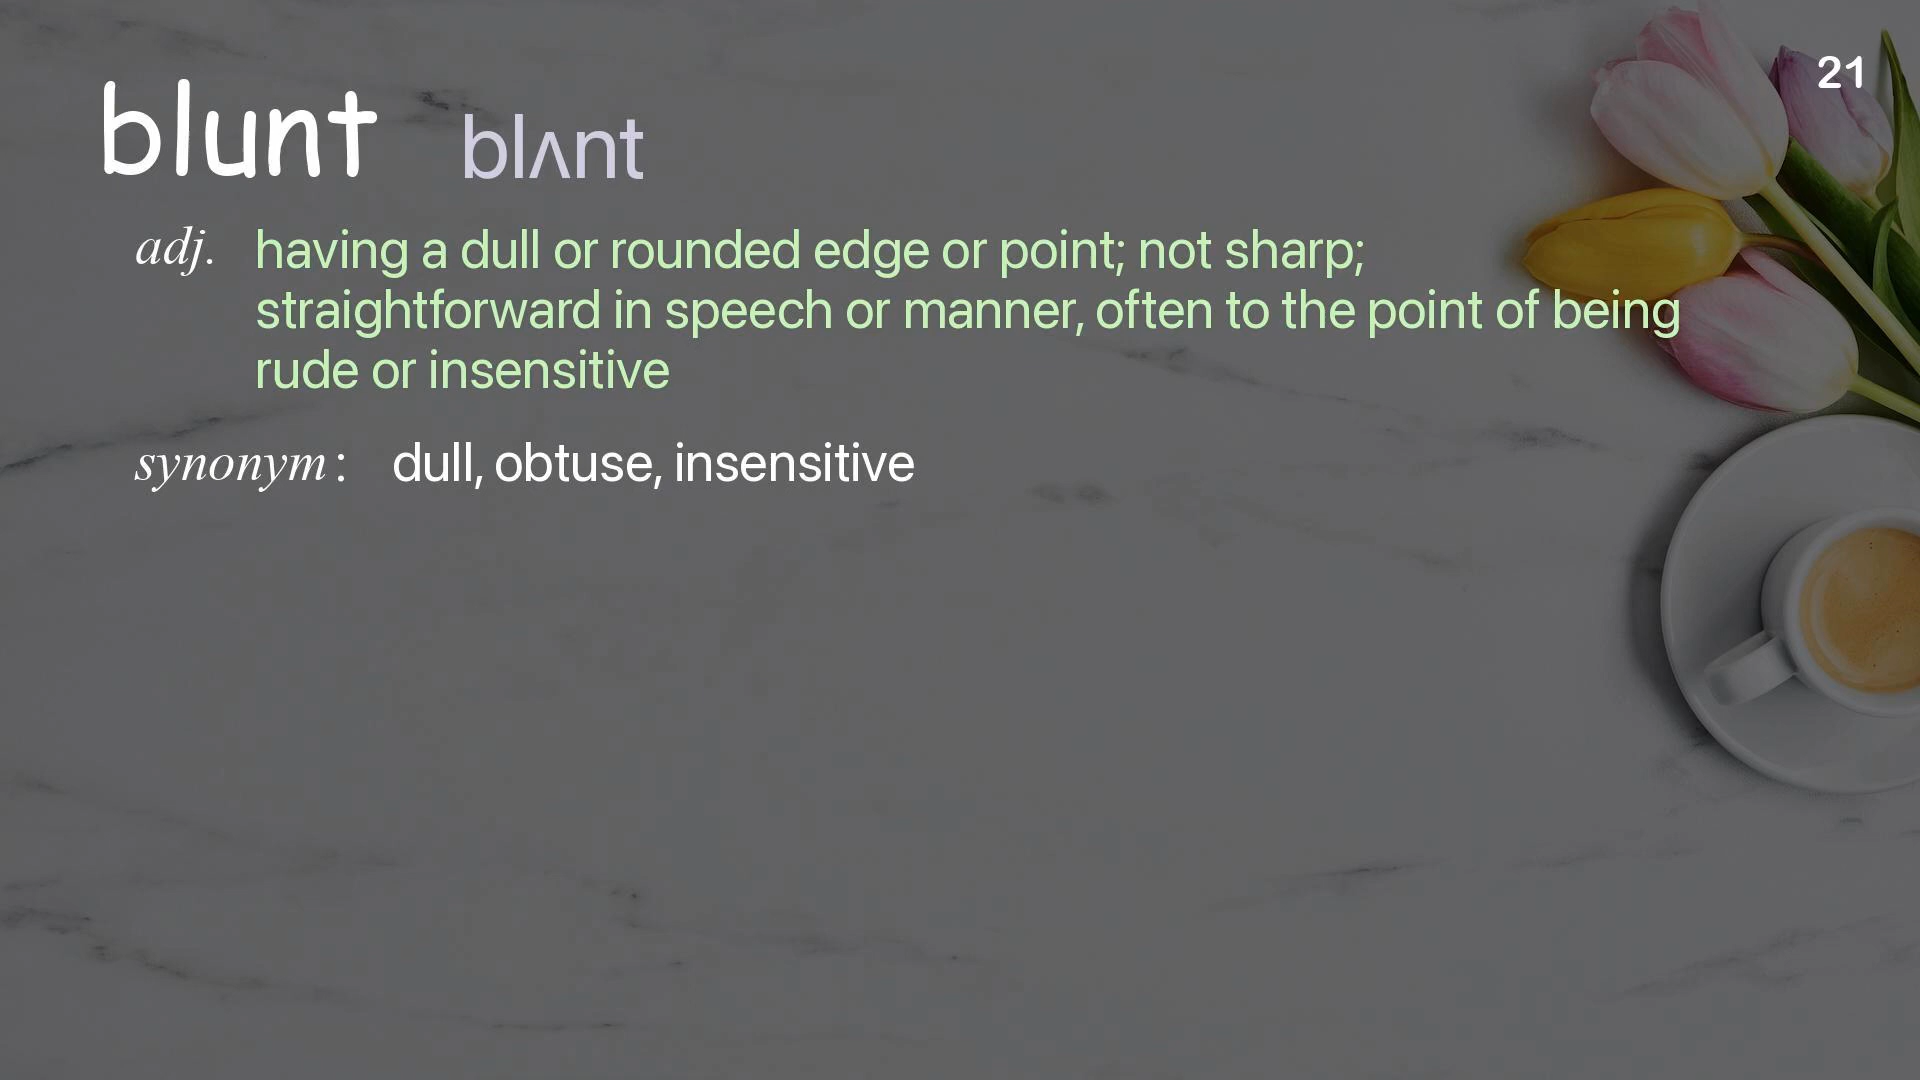 21
blunt blʌnt
adj. having a dull or rounded edge or point; not sharp;
straightforward in speech or manner, often to the point of being
rude or insensitive
synonym: dull, obtuse, insensitive